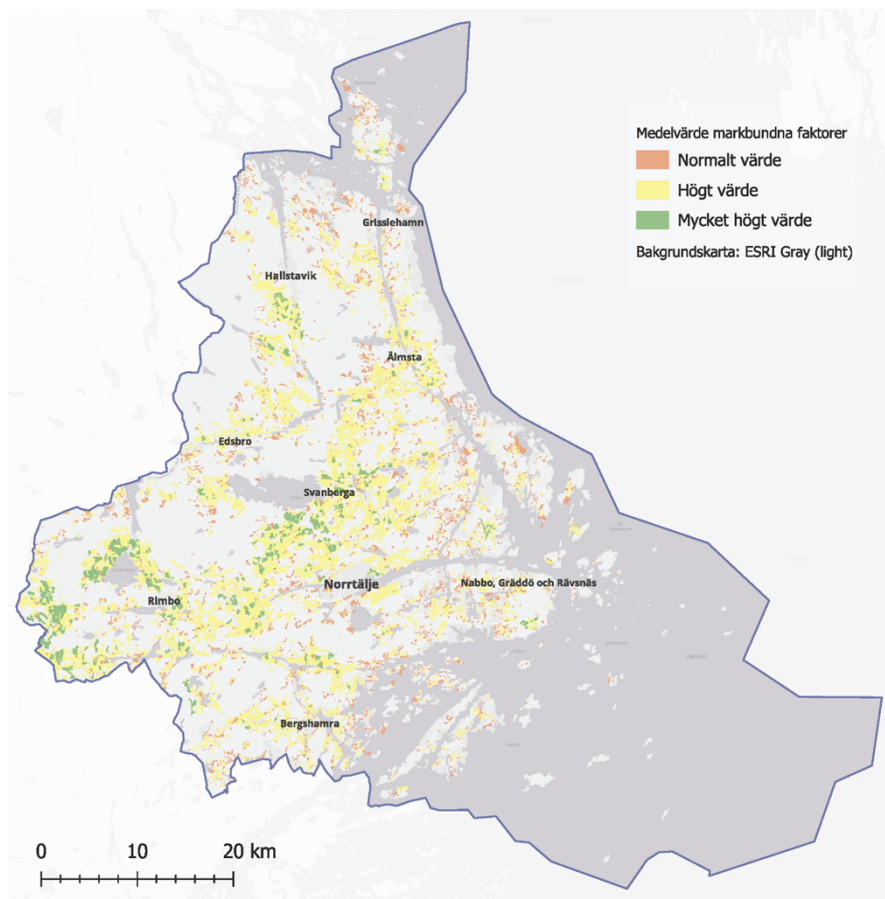 Medelvärde markbundna faktorer
Normalt värde
Högt värde
Mycket högt värde
Bakgrundskarta: ESRI Gray (light)
Grisslehamn
Hallstavik
Älmsta
Edsbro
Svanberga
Norrtälje
Nabbo, Gräddö och Rävsnäs
Rimbo
Bergshamra
0 10 20 km